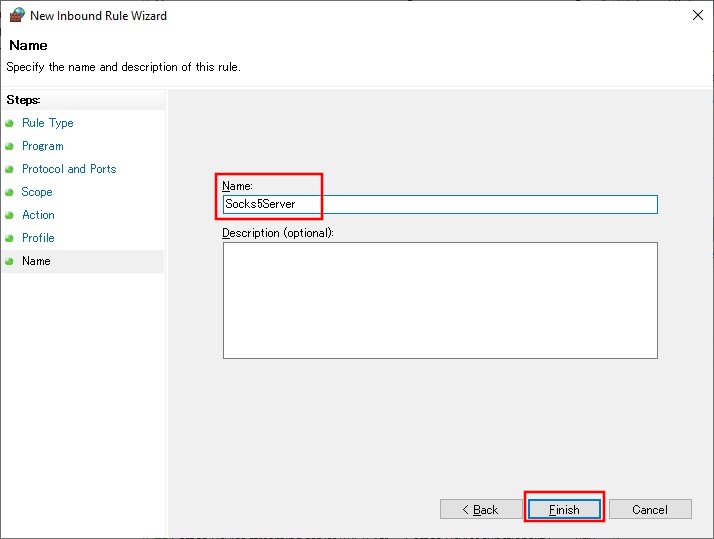 New Inbound Rule Wizard
Name
Specify the name and description of this rule.
Steps:
Rule Type
Program
Protocol and Ports
Scope
Action
Profile
Name
Name:
Socks5Server
Description (optional):
< Back
Finish
Cancel